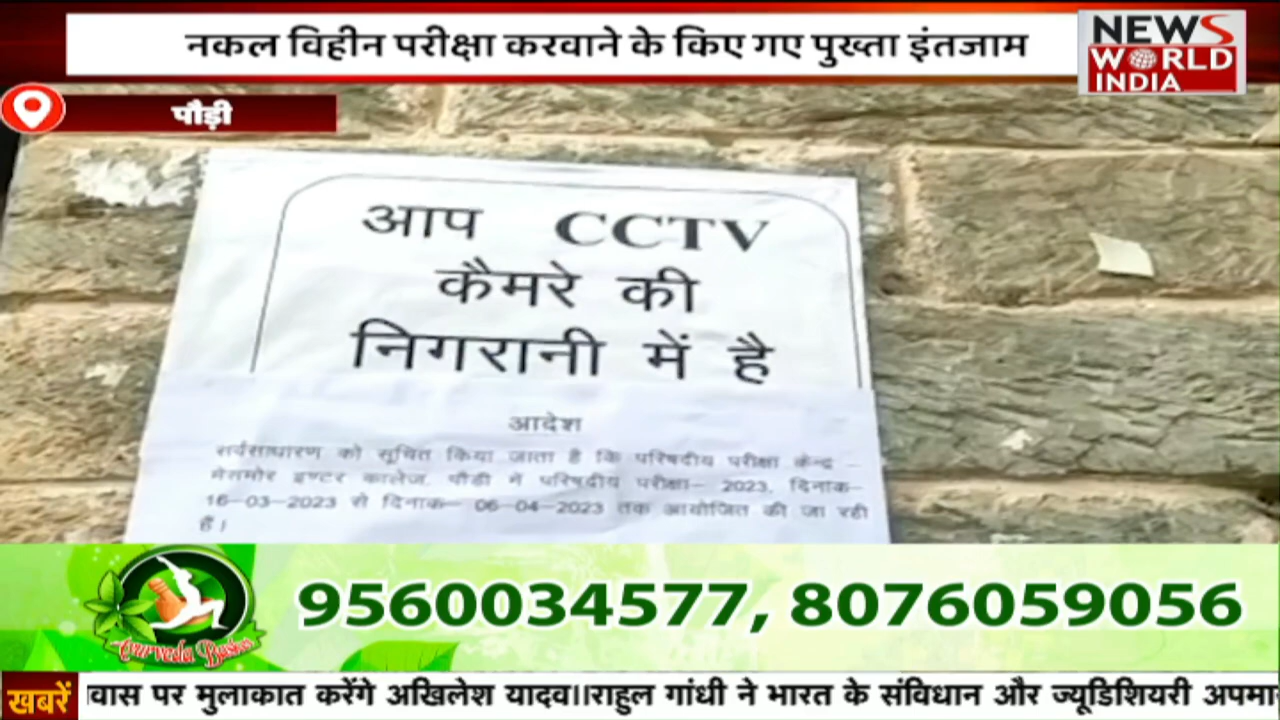 नकल विहीन परीक्षा करवाने के किए गए पुख्ता इंतजाम
NEWS
WORLD
INDIA
पौड़ी
आप CCTV
कैमरे की
निगरानी में है
आदेश
सर्वसाधारण को सूचित किया जाता है कि परिषदीय परीक्षा केन्द्र –
मेसमोर इण्टर कालेज, पौडी में परिषदीय परीक्षा– 2023, दिनाक–
16–03–2023 से दिनाक– 06–04–2023 तक आयोजित की जा रही
है।
9560034577, 8076059056
Ayurveda
खबरें
वास पर मुलाकात करेंगे अखिलेश यादव।।राहुल गांधी ने भारत के संविधान और ज्यूडिशियरी अपमा